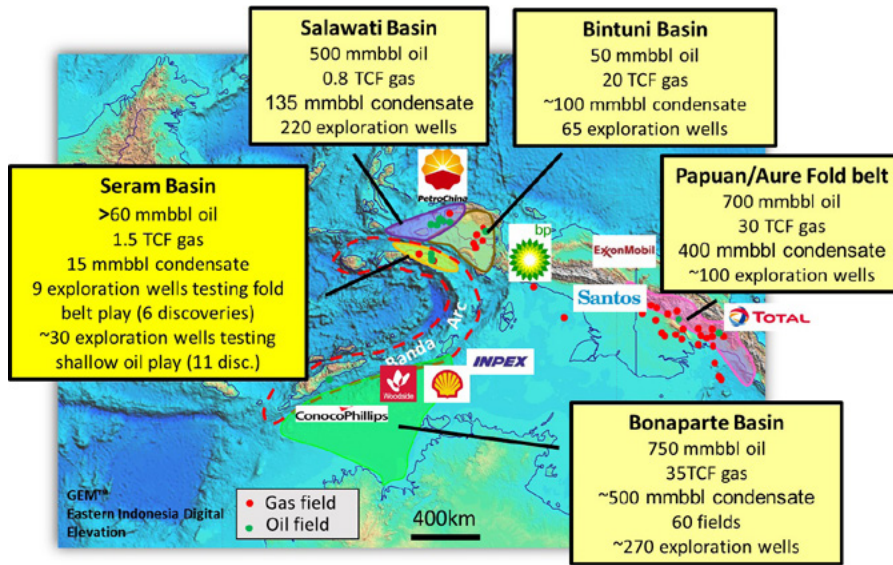 Salawati Basin
500 mmbbl oil
0.8 TCF gas
135 mmbbl condensate
220 exploration wells
Bintuni Basin
50 mmbbl oil
20 TCF gas
~100 mmbbl condensate
65 exploration wells
Seram Basin
>60 mmbbl oil
1.5 TCF gas
15 mmbbl condensate
9 exploration wells testing fold
belt play (6 discoveries)
~30 exploration wells testing
shallow oil play (11 disc.)
Papuan/Aure Fold belt
700 mmbbl oil
30 TCF gas
400 mmbbl condensate
~100 exploration wells
PetroChina
bp
ExxonMobil
Santos
TOTAL
Banda Arc
INPEX
Woodside
ConocoPhillips
Bonaparte Basin
750 mmbbl oil
35TCF gas
~500 mmbbl condensate
60 fields
~270 exploration wells
GEM™
Eastern Indonesia Digital
Elevation
Gas field
Oil field
400km